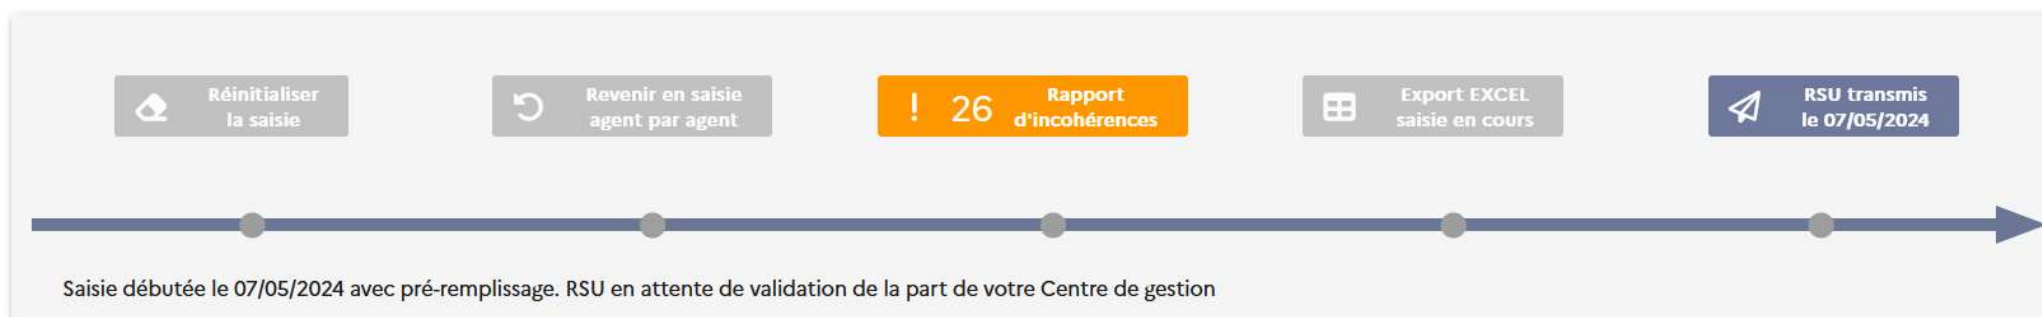 Réinitialiser
la saisie
Revenir en saisie
agent par agent
! 26 Rapport
d'incohérences
Export EXCEL
saisie en cours
RSU transmis
le 07/05/2024
Saisie débutée le 07/05/2024 avec pré-remplissage. RSU en attente de validation de la part de votre Centre de gestion